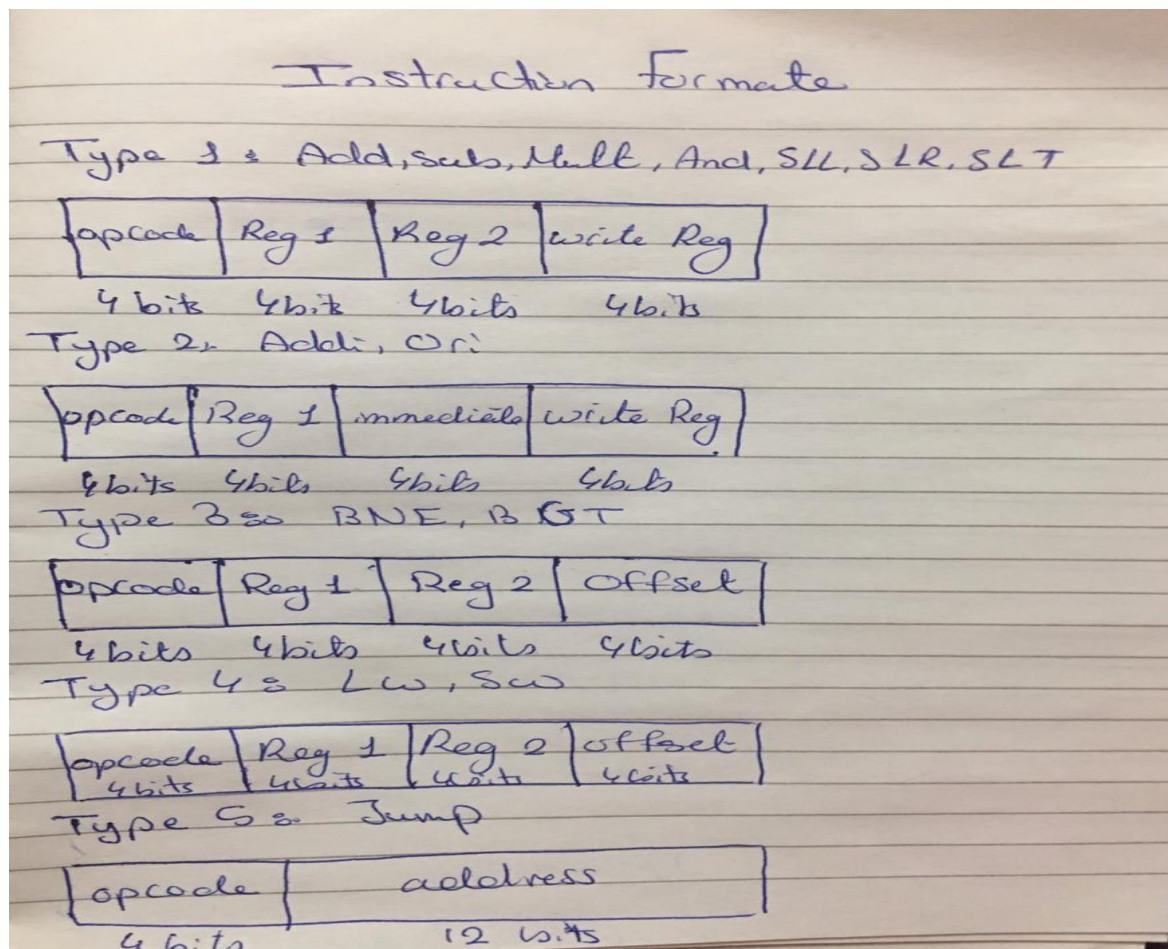 Instruction formate
Type 1: Add, sub, Mult, And, SLL, SLR, SLT
opcode Reg 1 Reg 2 write Reg
4 bits 4bits 4bits 4bits
Type 2: Addi, Ori
opcode Reg 1 immediate write Reg
4bits 4bits 4bits 4bits
Type 3: BNE, BGT
opcode Reg 1 Reg 2 Offset
4bits 4bits 4bits 4bits
Type 4: Lw, Sw
opcode Reg 1 Reg 2 offset
4bits 4bits 4bits 4bits
Type 5: Jump
opcode address
4 bits 12 bits